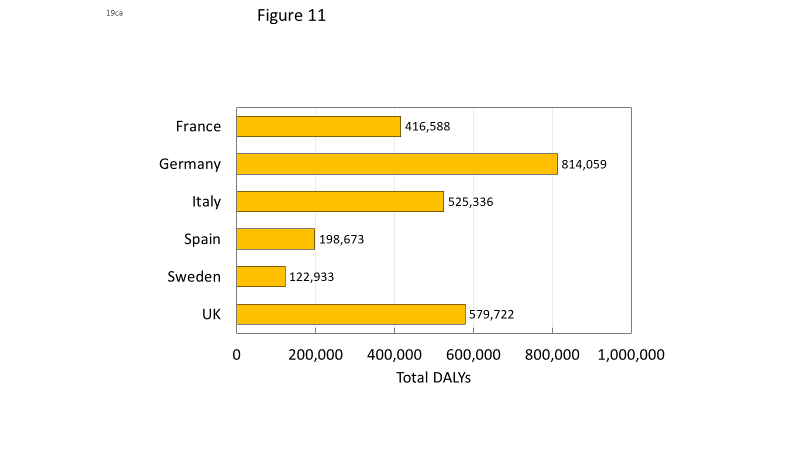 19ca
Figure 11
France 416,588
Germany 814,059
Italy 525,336
Spain 198,673
Sweden 122,933
UK 579,722
0 200,000 400,000 600,000 800,000 1,000,000
Total DALYs